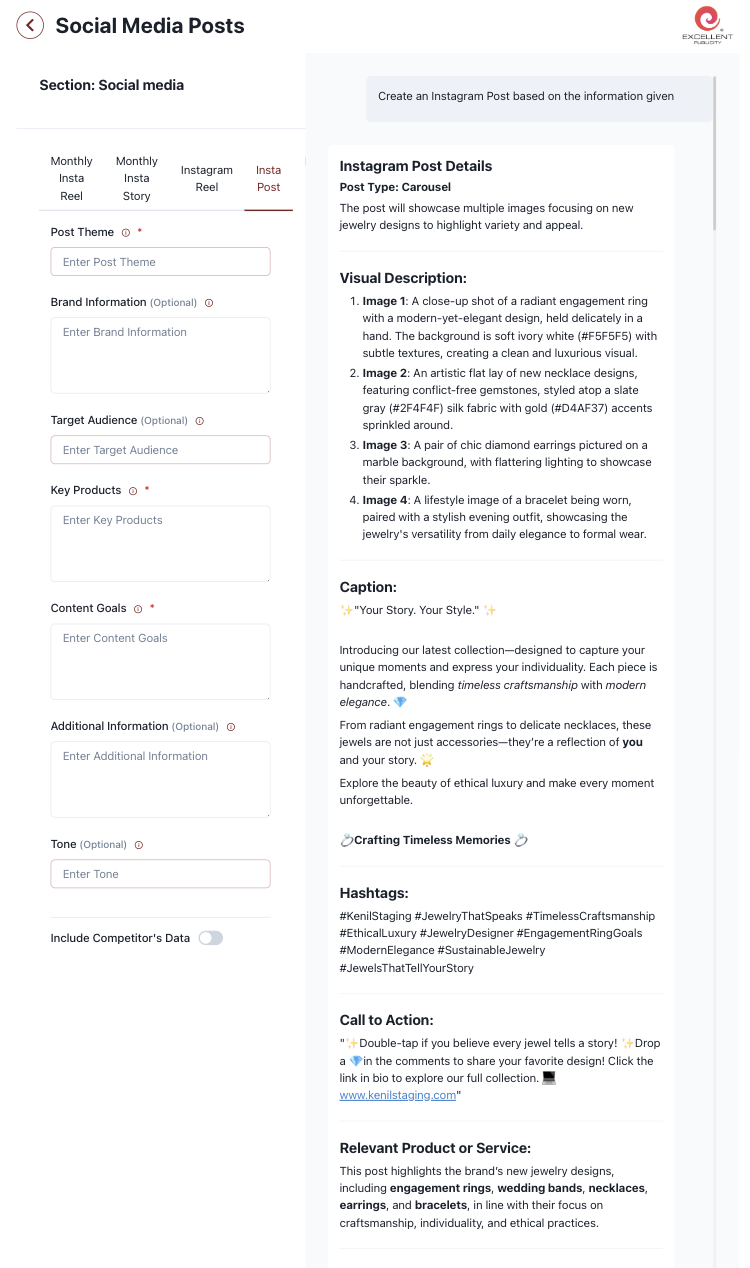 Social Media Posts
EXCELLENT
PUBLICITY
Section: Social media
Monthly
Insta
Reel
Monthly
Insta
Story
Instagram
Reel
Insta
Post
Post Theme *
Enter Post Theme
Brand Information (Optional)
Enter Brand Information
Target Audience (Optional)
Enter Target Audience
Key Products *
Enter Key Products
Content Goals *
Enter Content Goals
Additional Information (Optional)
Enter Additional Information
Tone (Optional)
Enter Tone
Include Competitor's Data
Create an Instagram Post based on the information given
Instagram Post Details
Post Type: Carousel
The post will showcase multiple images focusing on new
jewelry designs to highlight variety and appeal.
Visual Description:
1. Image 1: A close-up shot of a radiant engagement ring
with a modern-yet-elegant design, held delicately in a
hand. The background is soft ivory white (#F5F5F5) with
subtle textures, creating a clean and luxurious visual.
2. Image 2: An artistic flat lay of new necklace designs,
featuring conflict-free gemstones, styled atop a slate
gray (#2F4F4F) silk fabric with gold (#D4AF37) accents
sprinkled around.
3. Image 3: A pair of chic diamond earrings pictured on a
marble background, with flattering lighting to showcase
their sparkle.
4. Image 4: A lifestyle image of a bracelet being worn,
paired with a stylish evening outfit, showcasing the
jewelry's versatility from daily elegance to formal wear.
Caption:
✨"Your Story. Your Style." ✨
Introducing our latest collection—designed to capture your
unique moments and express your individuality. Each piece is
handcrafted, blending timeless craftsmanship with modern
elegance. 💎
From radiant engagement rings to delicate necklaces, these
jewels are not just accessories—they're a reflection of you
and your story. 🌟
Explore the beauty of ethical luxury and make every moment
unforgettable.
💍Crafting Timeless Memories 💍
Hashtags:
#KenilStaging #JewelryThatSpeaks #TimelessCraftsmanship
#EthicalLuxury #JewelryDesigner #EngagementRingGoals
#ModernElegance #SustainableJewelry
#JewelsThatTellYourStory
Call to Action:
"✨Double-tap if you believe every jewel tells a story! ✨Drop
a 💎in the comments to share your favorite design! Click the
link in bio to explore our full collection. 💻
www.kenilstaging.com"
Relevant Product or Service:
This post highlights the brand's new jewelry designs,
including engagement rings, wedding bands, necklaces,
earrings, and bracelets, in line with their focus on
craftsmanship, individuality, and ethical practices.